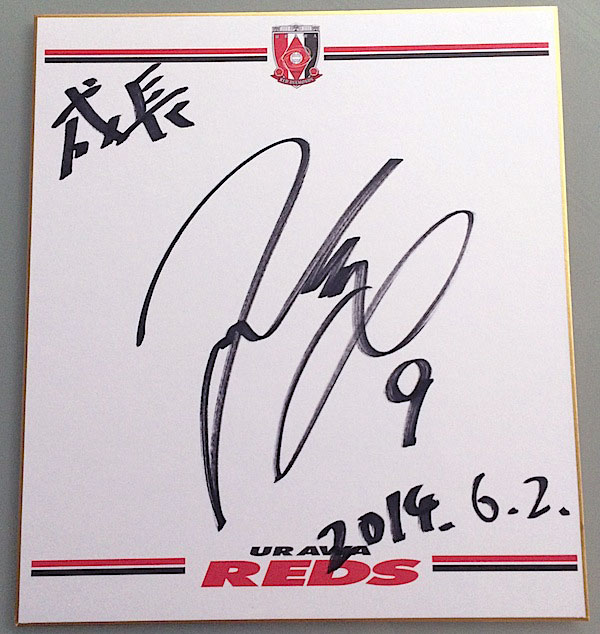 成長
9
2014.6.2.
URAWA
REDS